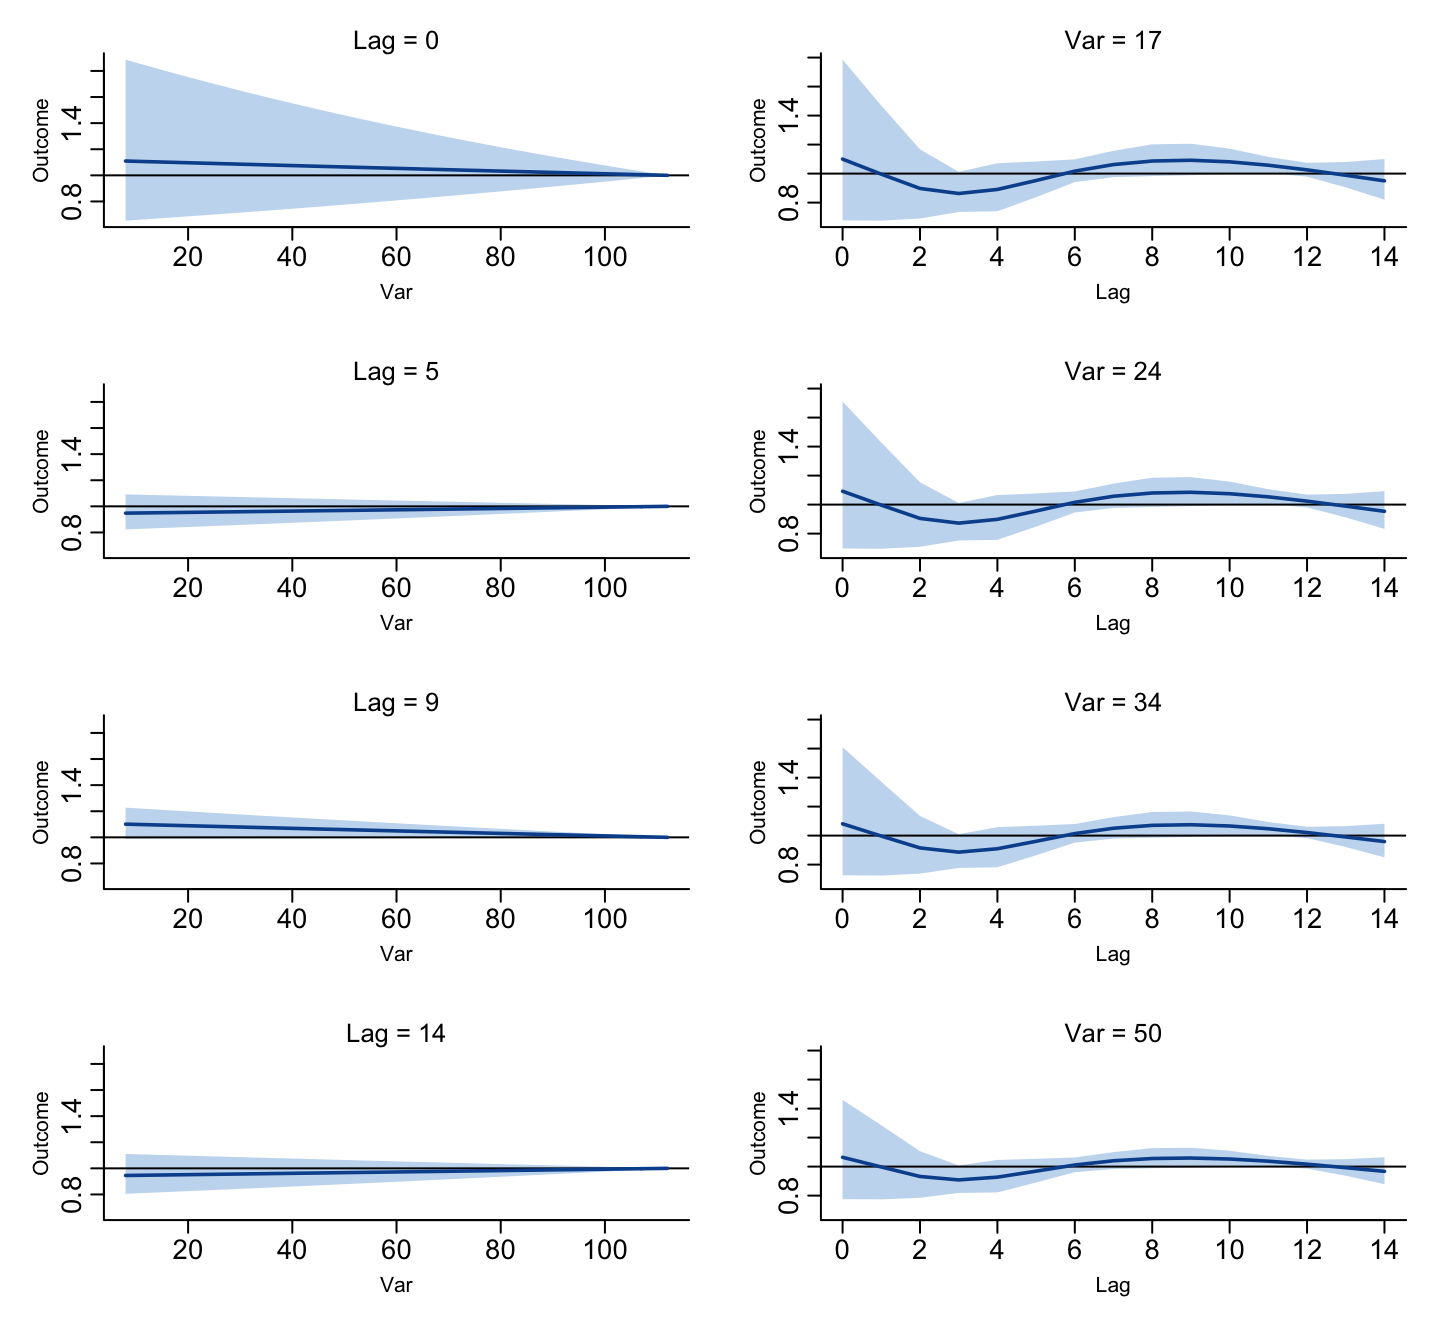 Lag = 0
Outcome
0.8 1.4
20 40 60 80 100
Var
Var = 17
Outcome
0.8 1.4
0 2 4 6 8 10 12 14
Lag
Lag = 5
Outcome
0.8 1.4
20 40 60 80 100
Var
Var = 24
Outcome
0.8 1.4
0 2 4 6 8 10 12 14
Lag
Lag = 9
Outcome
0.8 1.4
20 40 60 80 100
Var
Var = 34
Outcome
0.8 1.4
0 2 4 6 8 10 12 14
Lag
Lag = 14
Outcome
0.8 1.4
20 40 60 80 100
Var
Var = 50
Outcome
0.8 1.4
0 2 4 6 8 10 12 14
Lag